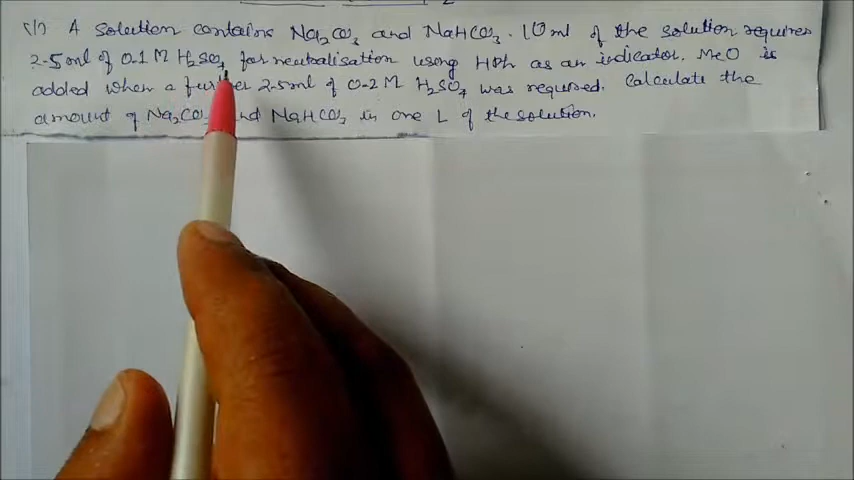 (1) A solution contains Na2CO3 and NaHCO3. 10ml of the solution requires
2.5ml of 0.1 M H2SO4 for neutralisation using HPh as an indicator. MeO is
added when a further 2.5ml of 0.2 M H2SO4 was required. Calculate the
amount of Na2CO3 and NaHCO3 in one L of the solution.